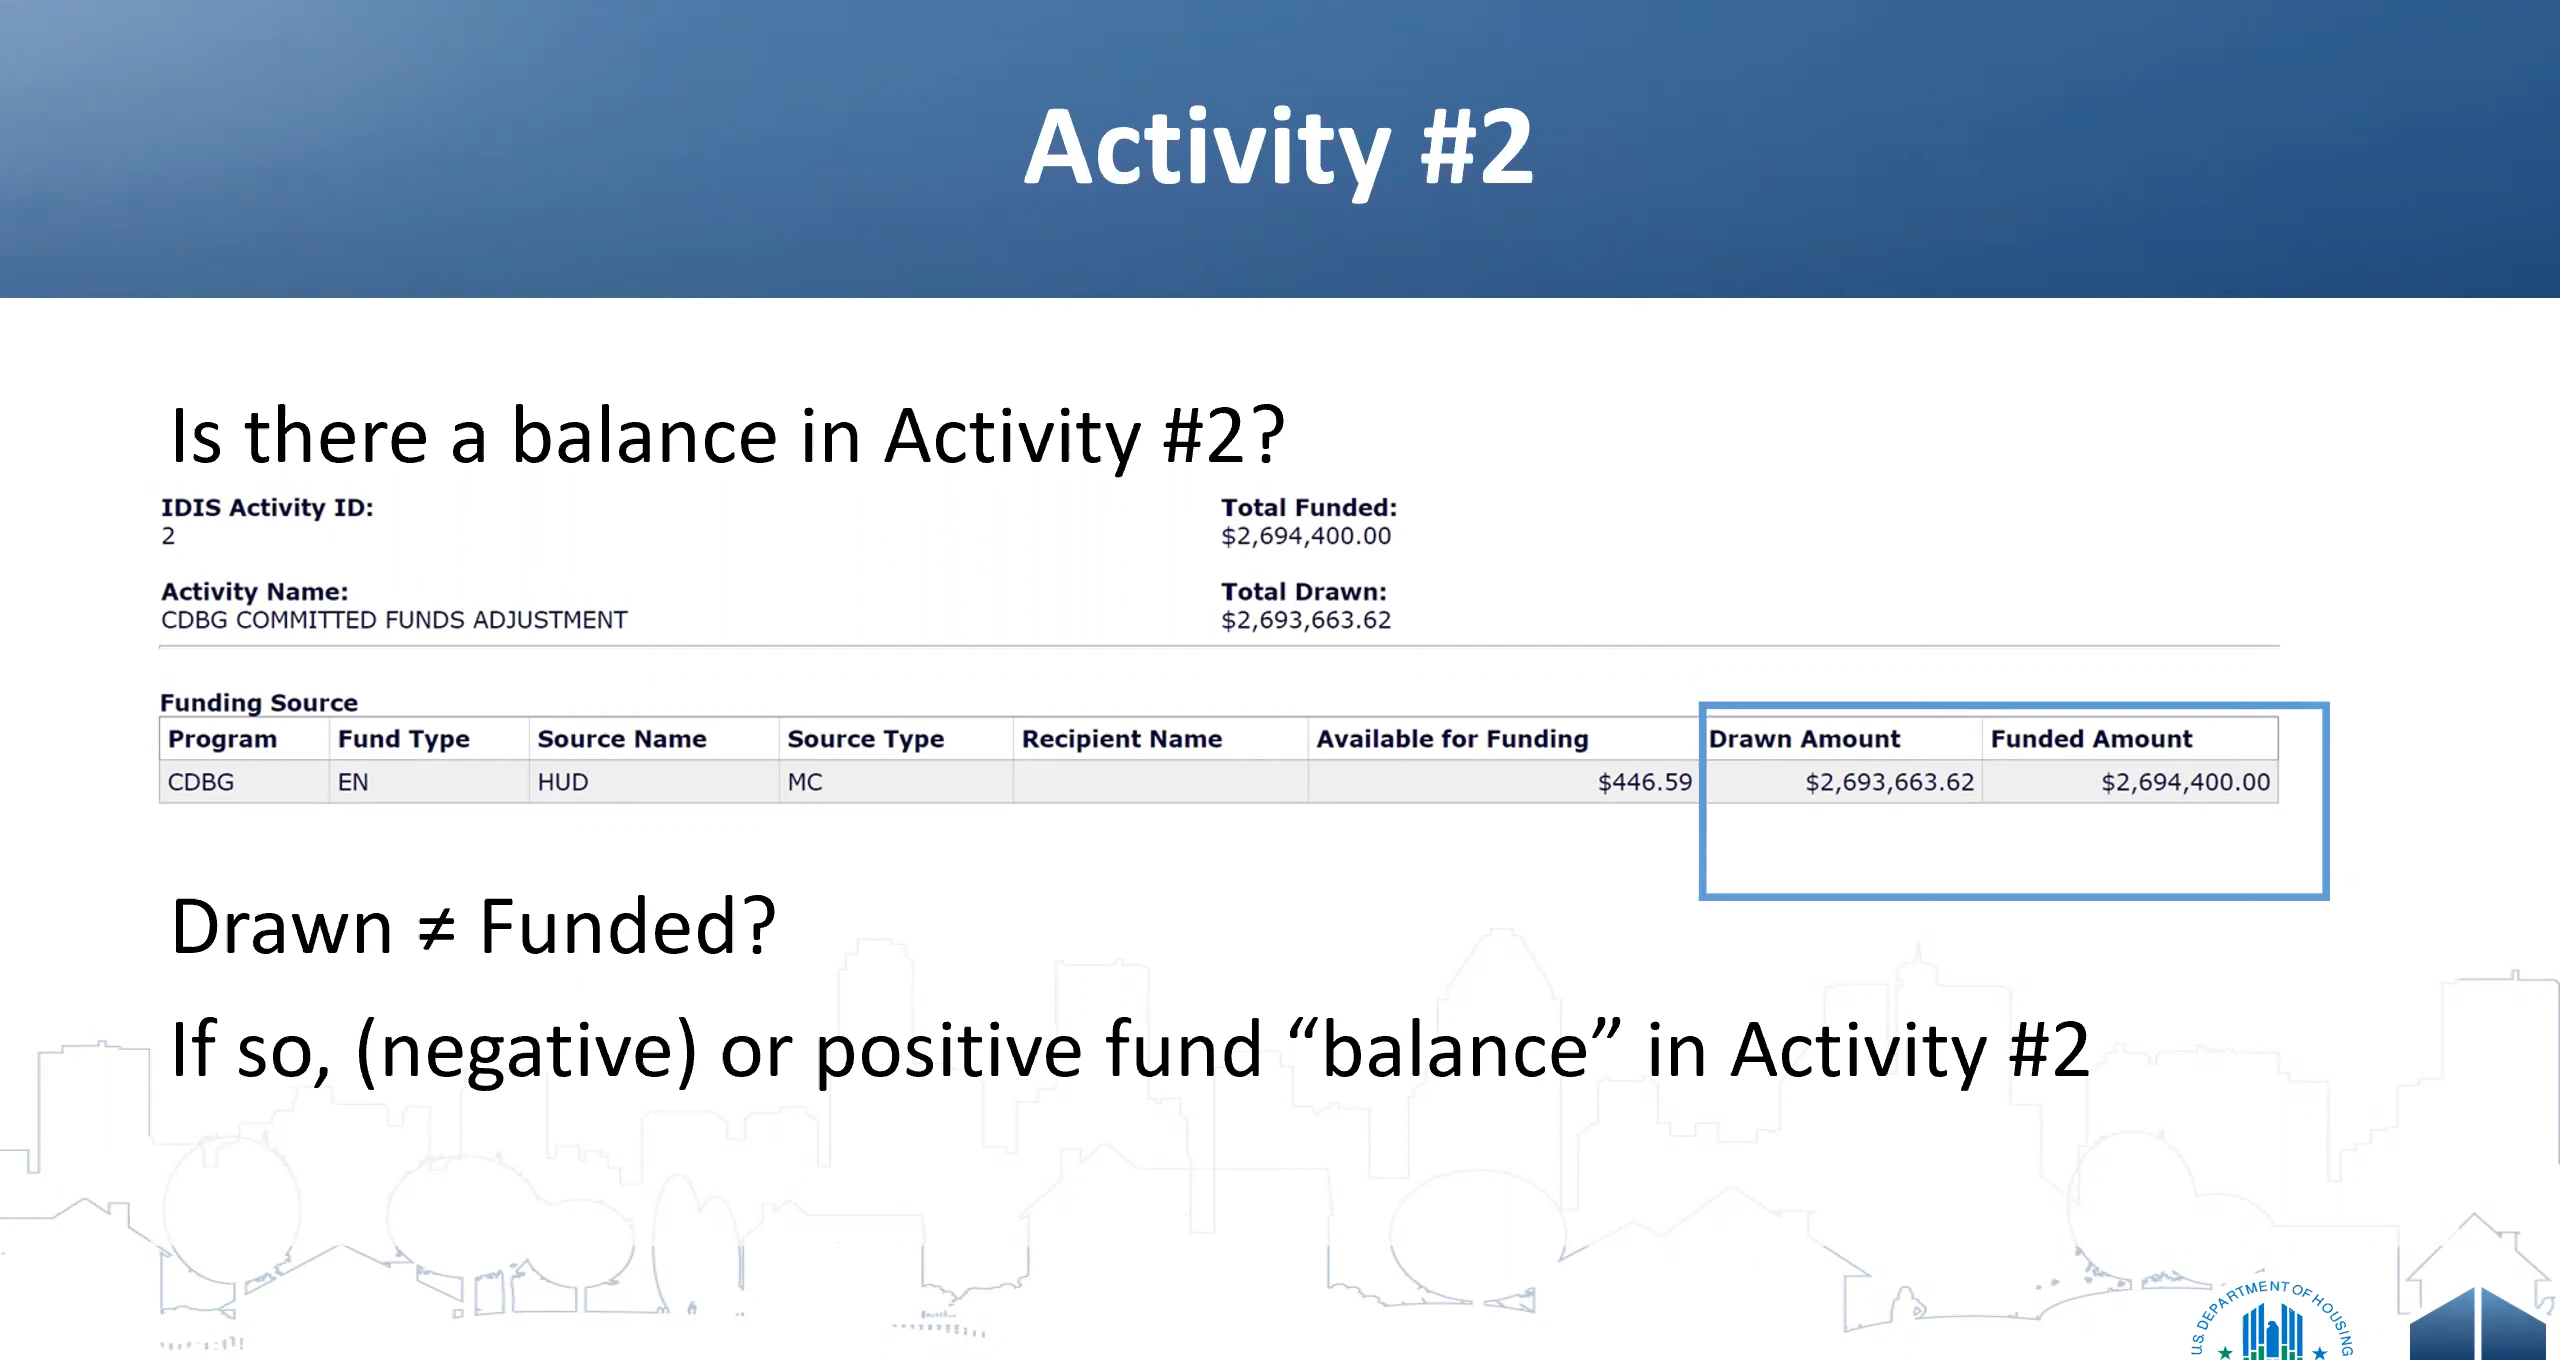 Activity #2
Is there a balance in Activity #2?
IDIS Activity ID: Total Funded:
2 $2,694,400.00
Activity Name: Total Drawn:
CDBG COMMITTED FUNDS ADJUSTMENT $2,693,663.62
Funding Source
Program Fund Type Source Name Source Type Recipient Name Available for Funding Drawn Amount Funded Amount
CDBG EN HUD MC $446.59 $2,693,663.62 $2,694,400.00
Drawn ≠ Funded?
If so, (negative) or positive fund “balance” in Activity #2
U.S. DEPARTMENT OF HOUSING